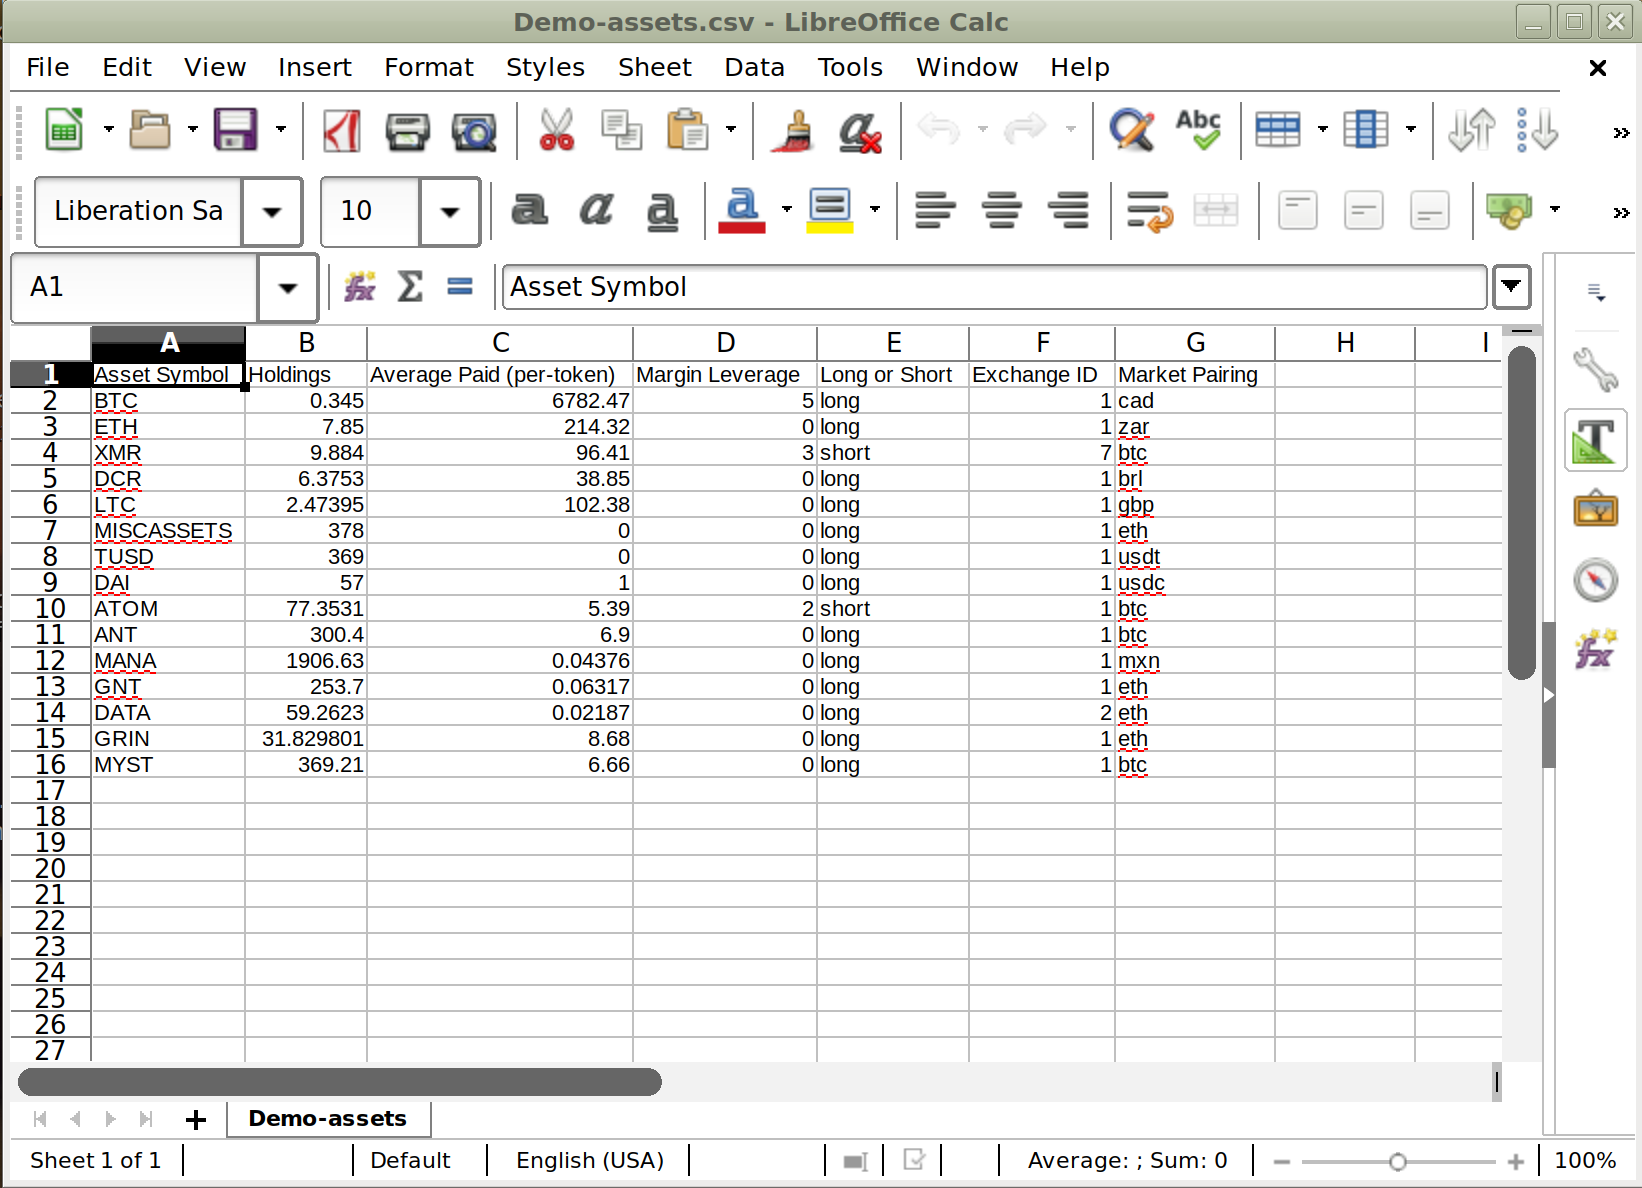 Demo-assets.csv - LibreOffice Calc
File Edit View Insert Format Styles Sheet Data Tools Window Help
Abc
Liberation Sa 10 a a a a
A1 fx Σ = Asset Symbol
A B C D E F G H I
1 Asset Symbol Holdings Average Paid (per-token) Margin Leverage Long or Short Exchange ID Market Pairing
2 BTC 0.345 6782.47 5 long 1 cad
3 ETH 7.85 214.32 0 long 1 zar
4 XMR 9.884 96.41 3 short 7 btc
5 DCR 6.3753 38.85 0 long 1 brl
6 LTC 2.47395 102.38 0 long 1 gbp
7 MISCASSETS 378 0 0 long 1 eth
8 TUSD 369 0 0 long 1 usdt
9 DAI 57 1 0 long 1 usdc
10 ATOM 77.3531 5.39 2 short 1 btc
11 ANT 300.4 6.9 0 long 1 btc
12 MANA 1906.63 0.04376 0 long 1 mxn
13 GNT 253.7 0.06317 0 long 1 eth
14 DATA 59.2623 0.02187 0 long 2 eth
15 GRIN 31.829801 8.68 0 long 1 eth
16 MYST 369.21 6.66 0 long 1 btc
17
18
19
20
21
22
23
24
25
26
27
Demo-assets
Sheet 1 of 1 Default English (USA) Average: ; Sum: 0 100%